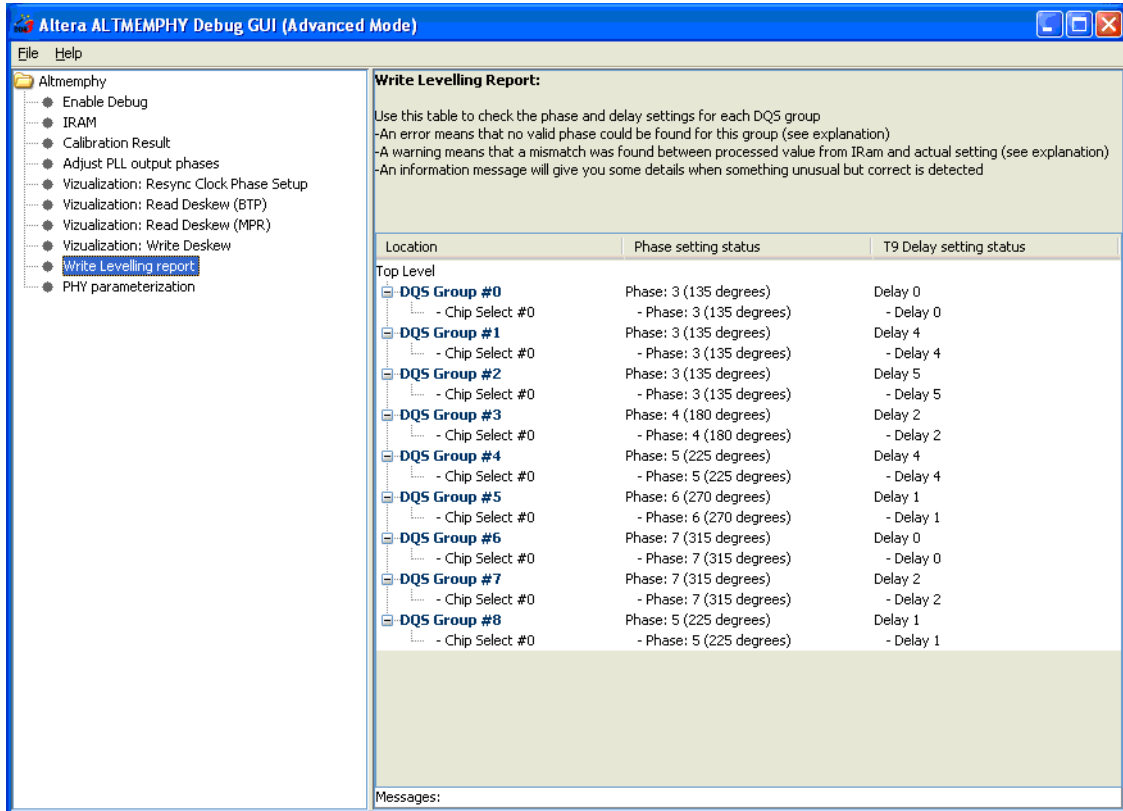 Altera ALTMEMPHY Debug GUI (Advanced Mode)
File Help
Altmemphy
Enable Debug
IRAM
Calibration Result
Adjust PLL output phases
Vizualization: Resync Clock Phase Setup
Vizualization: Read Deskew (BTP)
Vizualization: Read Deskew (MPR)
Vizualization: Write Deskew
Write Levelling report
PHY parameterization
Write Levelling Report:
Use this table to check the phase and delay settings for each DQS group
-An error means that no valid phase could be found for this group (see explanation)
-A warning means that a mismatch was found between processed value from IRam and actual setting (see explanation)
-An information message will give you some details when something unusual but correct is detected
Location Phase setting status T9 Delay setting status
Top Level
DQS Group #0 Phase: 3 (135 degrees) Delay 0
- Chip Select #0 - Phase: 3 (135 degrees) - Delay 0
DQS Group #1 Phase: 3 (135 degrees) Delay 4
- Chip Select #0 - Phase: 3 (135 degrees) - Delay 4
DQS Group #2 Phase: 3 (135 degrees) Delay 5
- Chip Select #0 - Phase: 3 (135 degrees) - Delay 5
DQS Group #3 Phase: 4 (180 degrees) Delay 2
- Chip Select #0 - Phase: 4 (180 degrees) - Delay 2
DQS Group #4 Phase: 5 (225 degrees) Delay 4
- Chip Select #0 - Phase: 5 (225 degrees) - Delay 4
DQS Group #5 Phase: 6 (270 degrees) Delay 1
- Chip Select #0 - Phase: 6 (270 degrees) - Delay 1
DQS Group #6 Phase: 7 (315 degrees) Delay 0
- Chip Select #0 - Phase: 7 (315 degrees) - Delay 0
DQS Group #7 Phase: 7 (315 degrees) Delay 2
- Chip Select #0 - Phase: 7 (315 degrees) - Delay 2
DQS Group #8 Phase: 5 (225 degrees) Delay 1
- Chip Select #0 - Phase: 5 (225 degrees) - Delay 1
Messages: